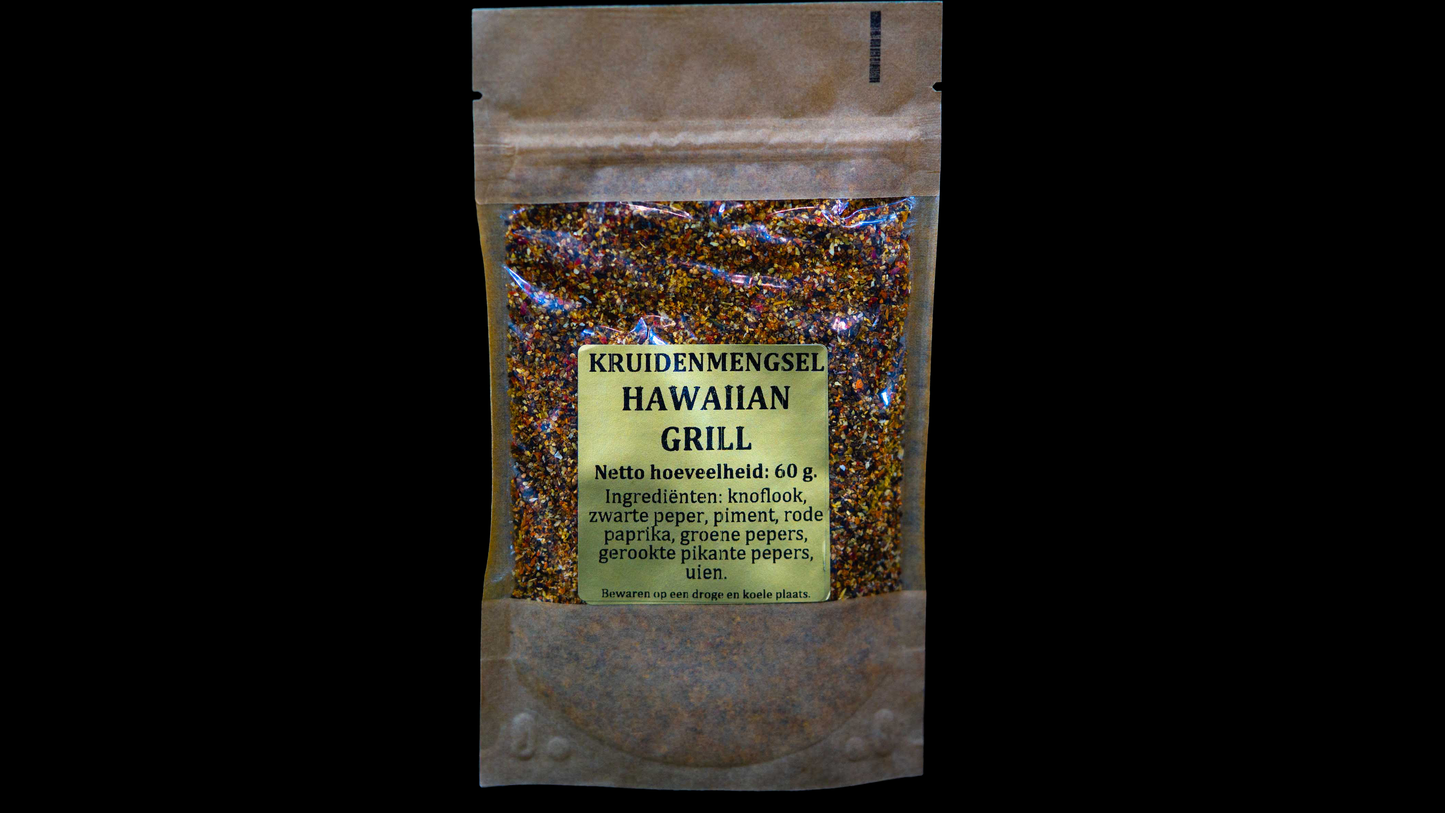 KRUIDENMENGSEL
HAWAIIAN
GRILL
Netto hoeveelheid: 60 g.
Ingrediënten: knoflook,
zwarte peper, piment, rode
paprika, groene pepers,
gerookte pikante pepers,
uien.
Bewaren op een droge en koele plaats.